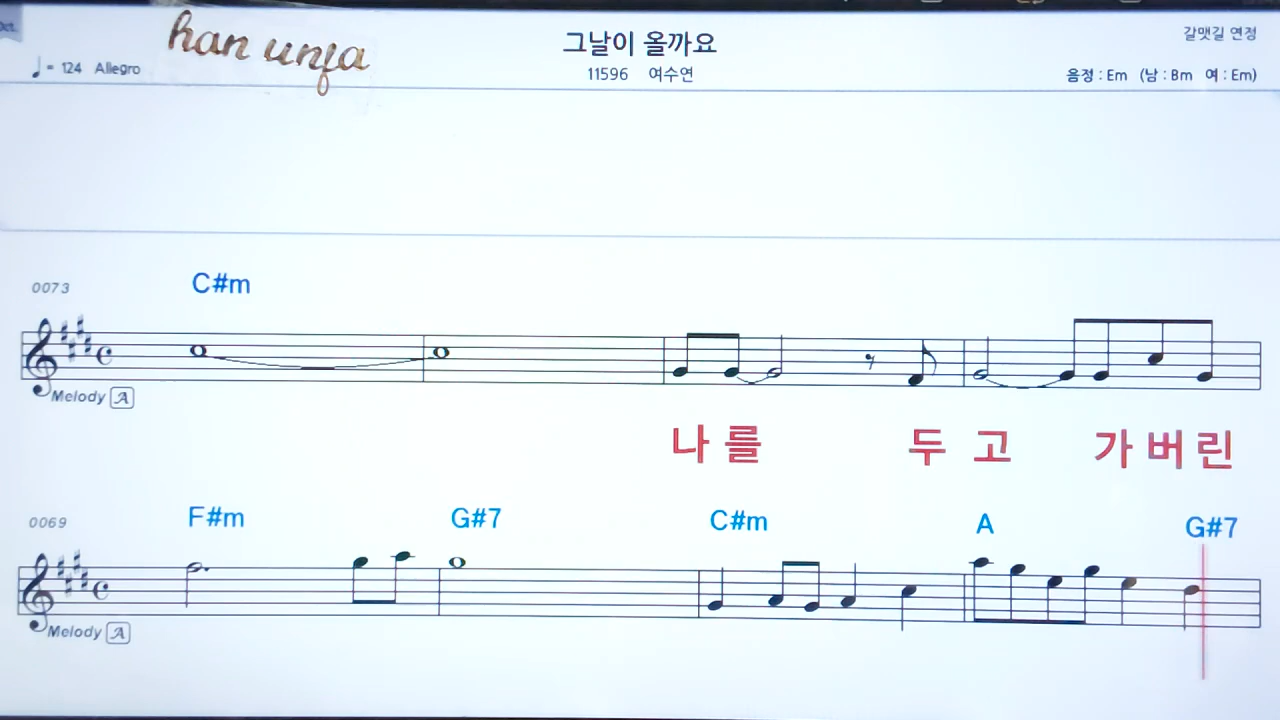 Oct.
han unja
그날이 올까요
갈맷길 연정
♩= 124 Allegro
11596 여수연
음정 : Em (남 : Bm 여 : Em)
0073
C#m
Melody A
나를 두고 가버린
0069
F#m G#7 C#m A G#7
Melody A